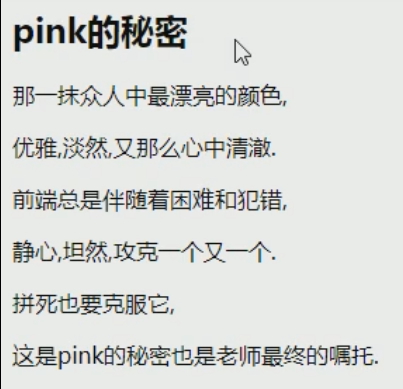 pink的秘密
那一抹众人中最漂亮的颜色,
优雅,淡然,又那么心中清澈.
前端总是伴随着困难和犯错,
静心,坦然,攻克一个又一个.
拼死也要克服它,
这是pink的秘密也是老师最终的嘱托.